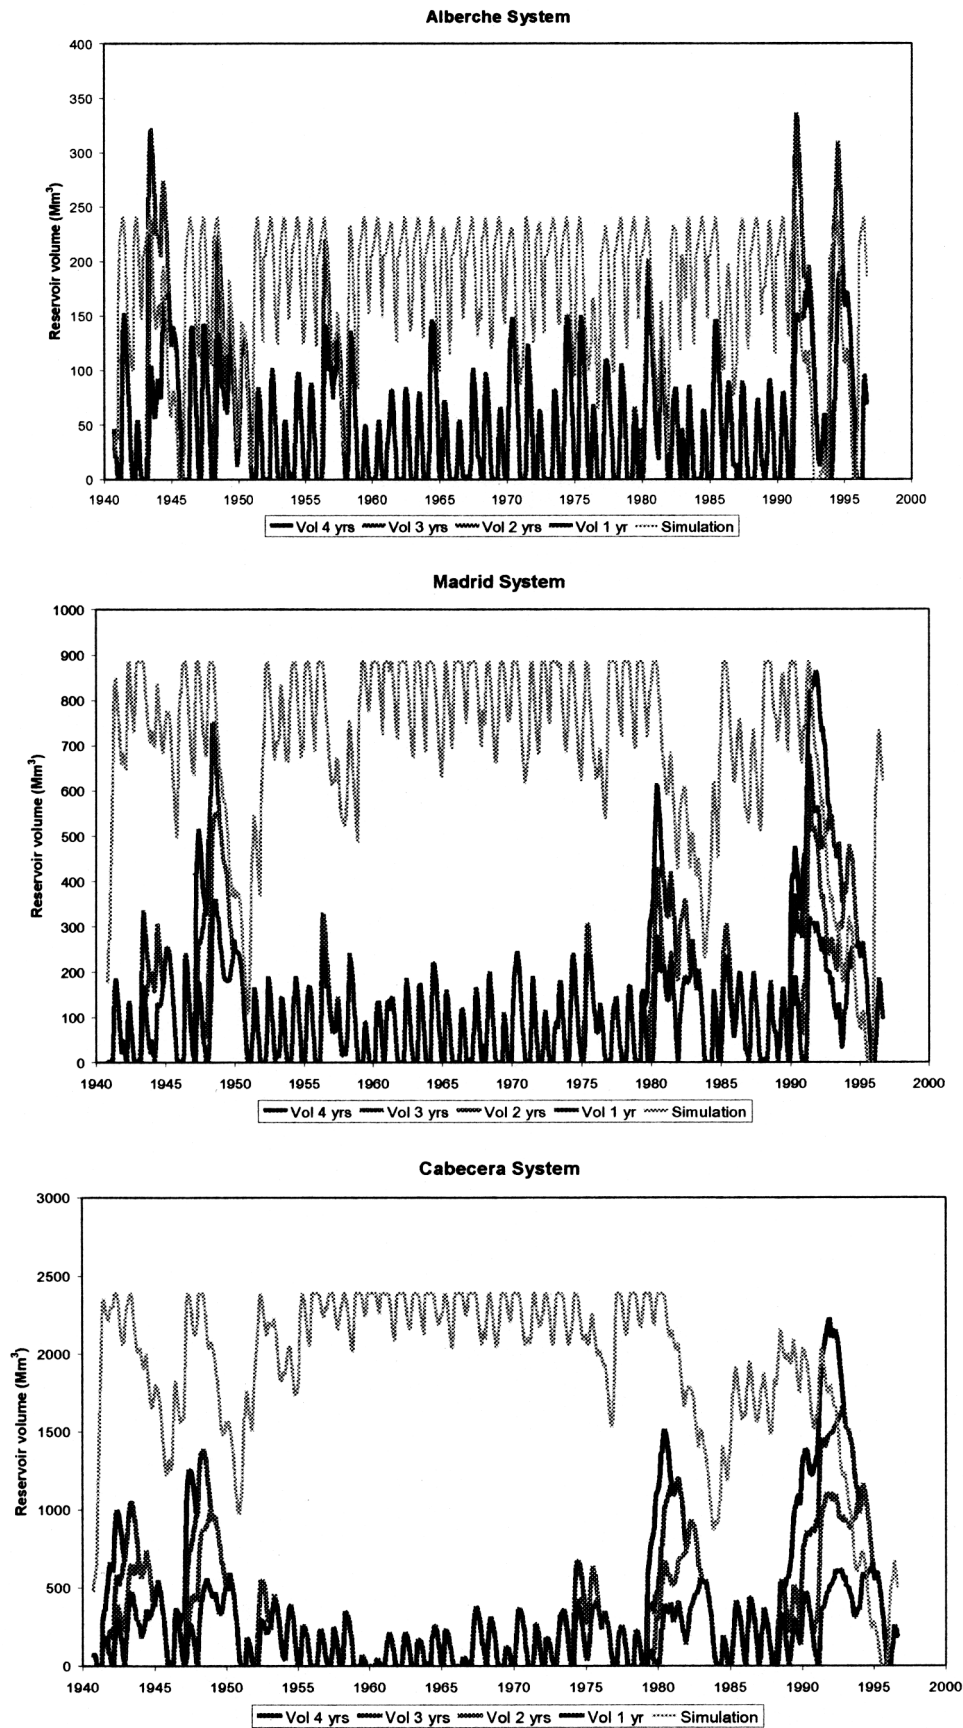 Alberche System
400
350
300
250
200
150
100
50
0
Reservoir volume (Mm³)
1940 1945 1950 1955 1960 1965 1970 1975 1980 1985 1990 1995 2000
Vol 4 yrs Vol 3 yrs Vol 2 yrs Vol 1 yr Simulation
Madrid System
1000
900
800
700
600
500
400
300
200
100
0
Reservoir volume (Mm³)
1940 1945 1950 1955 1960 1965 1970 1975 1980 1985 1990 1995 2000
Vol 4 yrs Vol 3 yrs Vol 2 yrs Vol 1 yr Simulation
Cabecera System
3000
2500
2000
1500
1000
500
0
Reservoir volume (Mm³)
1940 1945 1950 1955 1960 1965 1970 1975 1980 1985 1990 1995 2000
Vol 4 yrs Vol 3 yrs Vol 2 yrs Vol 1 yr Simulation